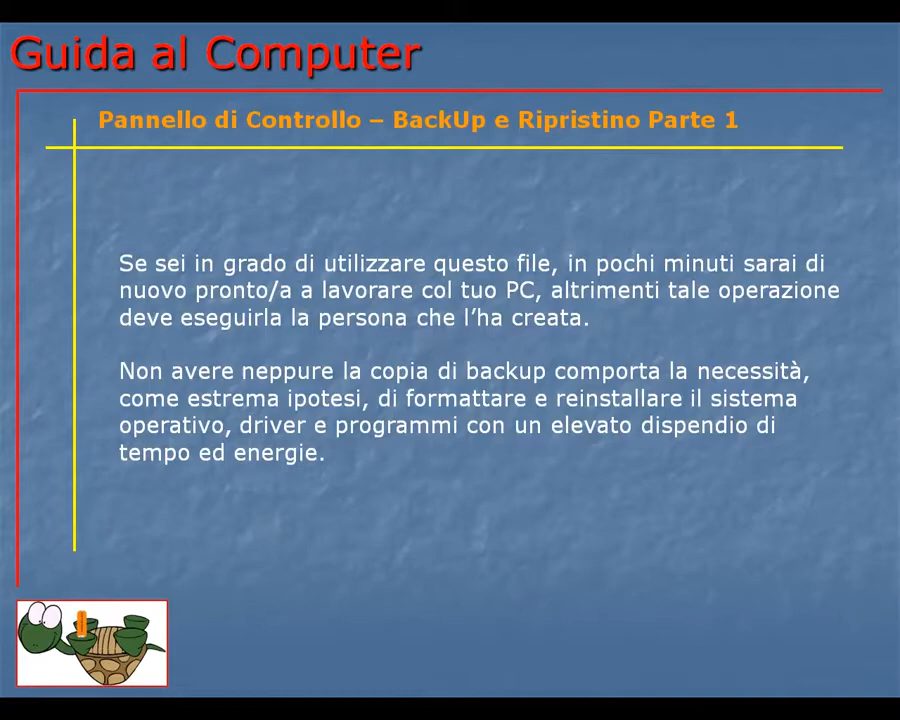 Guida al Computer
Pannello di Controllo – BackUp e Ripristino Parte 1
Se sei in grado di utilizzare questo file, in pochi minuti sarai di
nuovo pronto/a a lavorare col tuo PC, altrimenti tale operazione
deve eseguirla la persona che l’ha creata.
Non avere neppure la copia di backup comporta la necessità,
come estrema ipotesi, di formattare e reinstallare il sistema
operativo, driver e programmi con un elevato dispendio di
tempo ed energie.